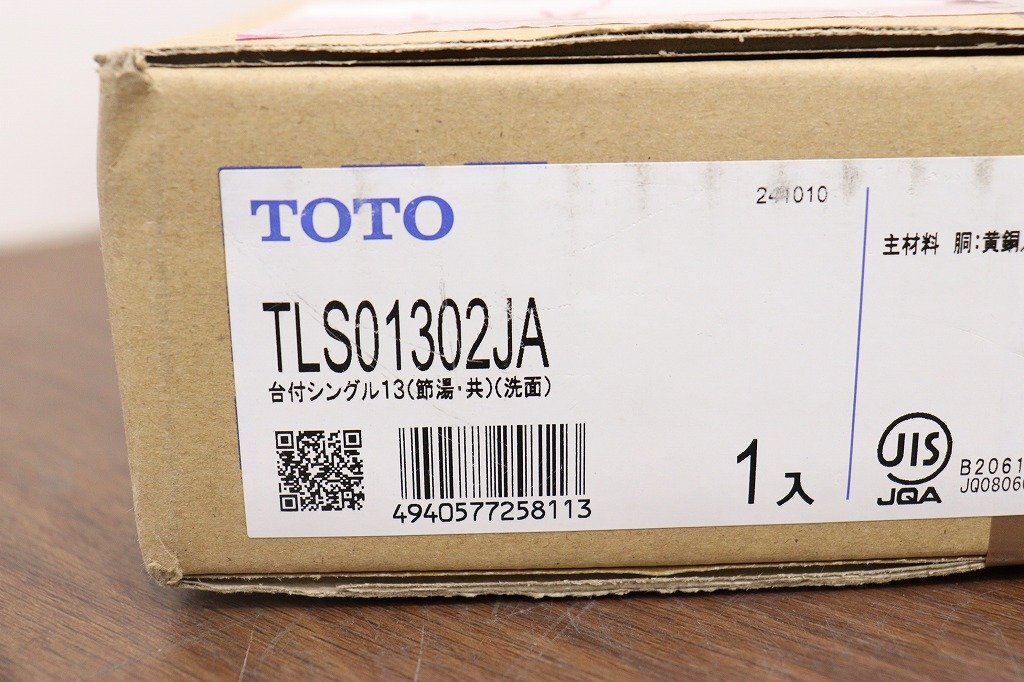 TOTO
241010
TLS01302JA
台付シングル13(節湯・共)(洗面)
4940577258113
1入
主材料 胴:黄銅
JIS
JQA
B2061
JQ0806